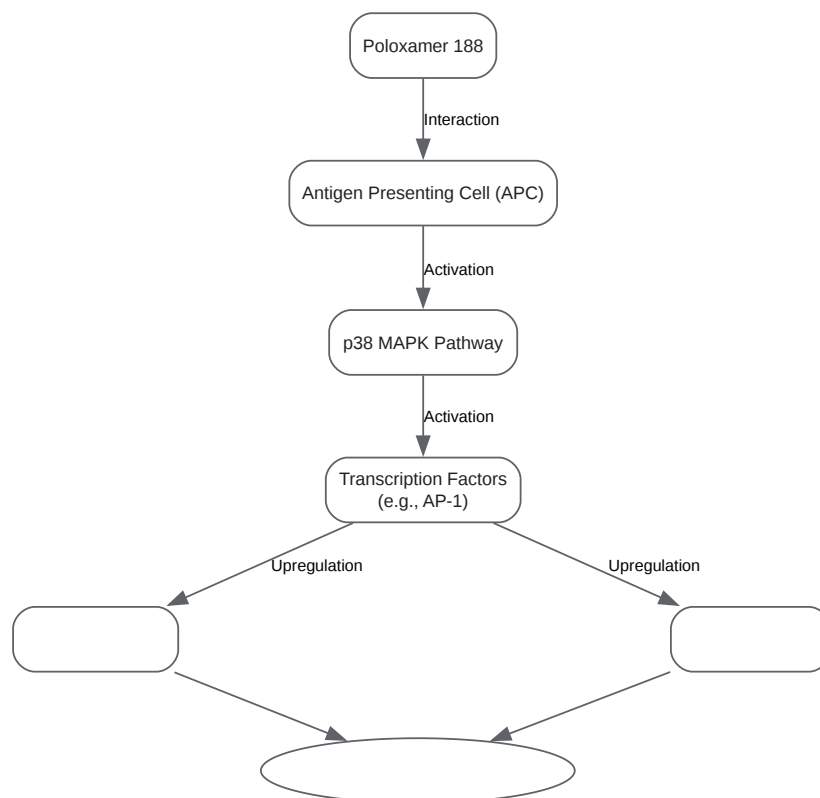 Poloxamer 188
Interaction
Antigen Presenting Cell (APC)
Activation
p38 MAPK Pathway
Activation
Transcription Factors
(e.g., AP-1)
Upregulation
Upregulation